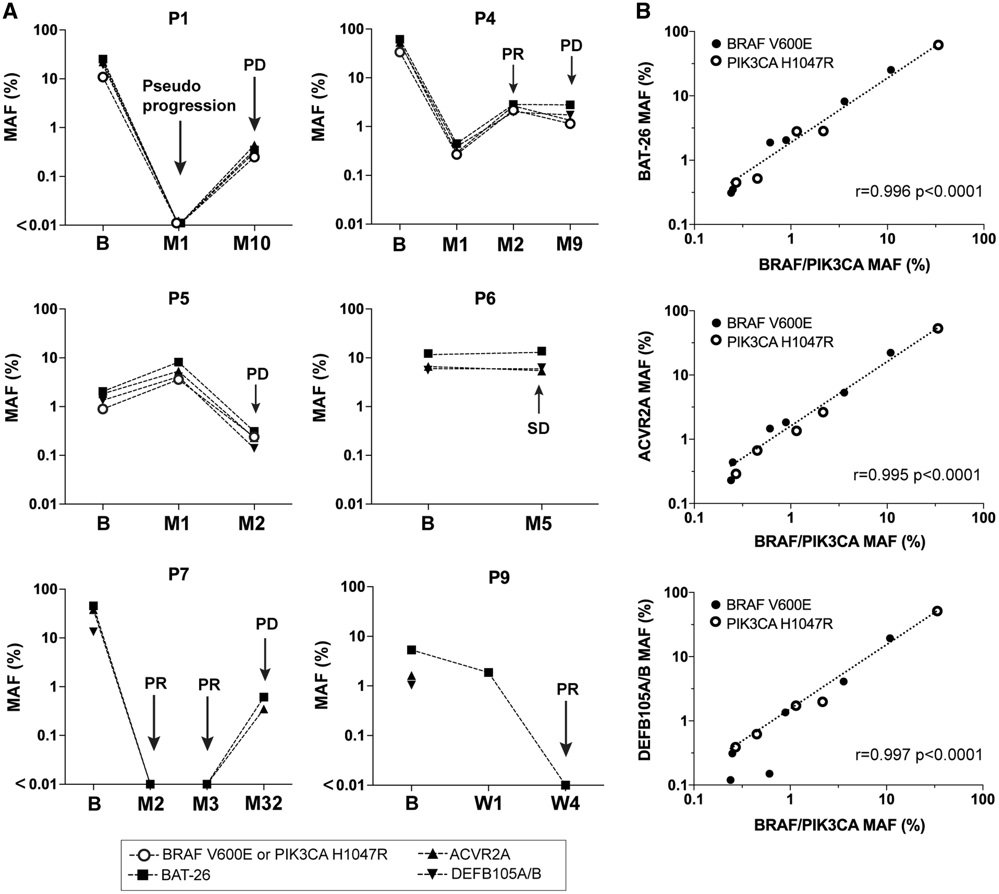 A
P1
100
10
1
0.1
<0.01
MAF (%)
Pseudo
progression
PD
B M1 M10
P4
100
10
1
0.1
0.01
MAF (%)
PR
PD
B M1 M2 M9
P5
100
10
1
0.1
0.01
MAF (%)
PD
B M1 M2
P6
100
10
1
0.1
0.01
MAF (%)
SD
B M5
P7
100
10
1
0.1
<0.01
MAF (%)
PR
PR
PD
B M2 M3 M32
P9
100
10
1
0.1
<0.01
MAF (%)
PR
B W1 W4
BRAF V600E or PIK3CA H1047R
ACVR2A
BAT-26
DEFB105A/B
B
100
10
1
0.1
BAT-26 MAF (%)
BRAF V600E
PIK3CA H1047R
r=0.996 p<0.0001
0.1 1 10 100
BRAF/PIK3CA MAF (%)
100
10
1
0.1
ACVR2A MAF (%)
BRAF V600E
PIK3CA H1047R
r=0.995 p<0.0001
0.1 1 10 100
BRAF/PIK3CA MAF (%)
100
10
1
0.1
DEFB105A/B MAF (%)
BRAF V600E
PIK3CA H1047R
r=0.997 p<0.0001
0.1 1 10 100
BRAF/PIK3CA MAF (%)